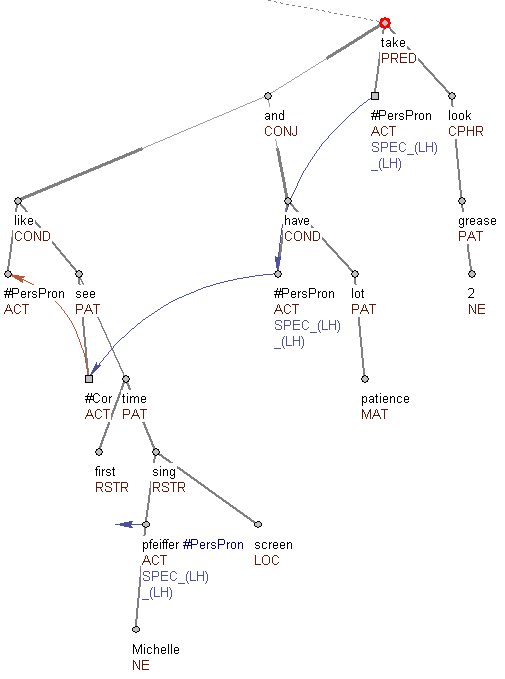 take
PRED
and
CONJ
#PersPron
ACT
SPEC_(LH)
_(LH)
look
CPHR
like
COND
have
COND
grease
PAT
#PersPron
ACT
see
PAT
#PersPron
ACT
SPEC_(LH)
_(LH)
lot
PAT
2
NE
#Cor
ACT
time
PAT
patience
MAT
first
RSTR
sing
RSTR
pfeiffer #PersPron
ACT
SPEC_(LH)
_(LH)
screen
LOC
Michelle
NE